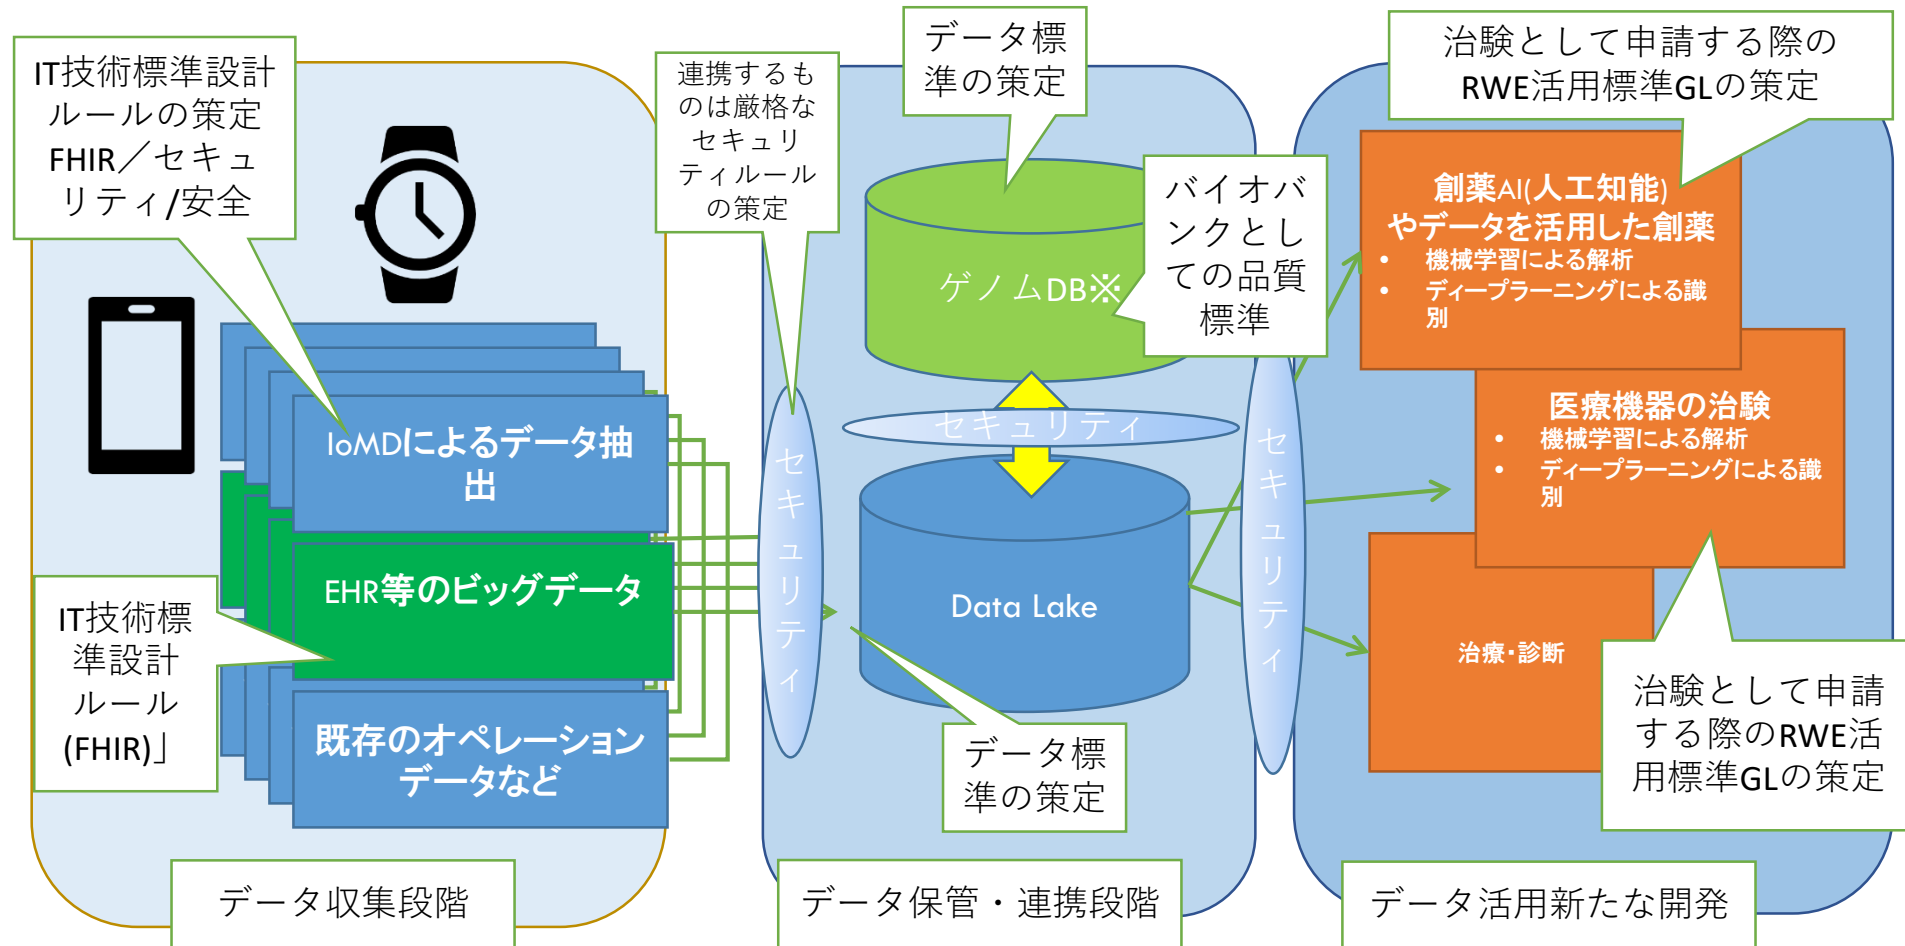 IT技術標準設計
ルールの策定
FHIR／セキュ
リティ/安全
IoMDによるデータ抽
出
EHR等のビッグデータ
IT技術標
準設計
ルール
(FHIR)」
既存のオペレーション
データなど
データ収集段階
連携するも
のは厳格な
セキュリ
ティルール
の策定
セキュリティ
データ標
準の策定
ゲノムDB※
バイオバ
ンクとし
ての品質
標準
セキュリティ
Data Lake
データ標
準の策定
データ保管・連携段階
セキュリティ
治験として申請する際の
RWE活用標準GLの策定
創薬AI(人工知能)
やデータを活用した創薬
• 機械学習による解析
• ディープラーニングによる識
別
医療機器の治験
• 機械学習による解析
• ディープラーニングによる識
別
治療・診断
治験として申請
する際のRWE活
用標準GLの策定
データ活用新たな開発